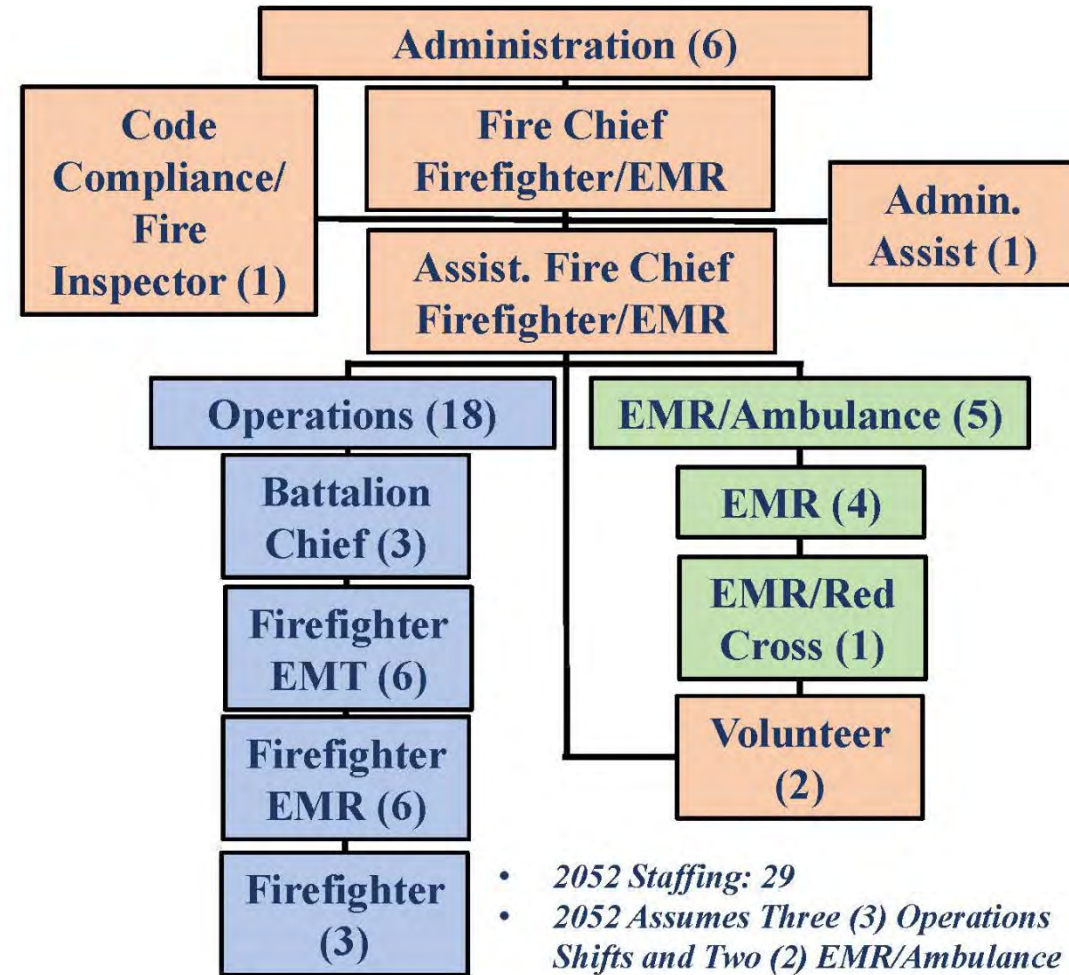 Administration (6)
Code
Compliance/
Fire
Inspector (1)
Fire Chief
Firefighter/EMR
Admin.
Assist (1)
Assist. Fire Chief
Firefighter/EMR
Operations (18)
Battalion
Chief (3)
Firefighter
EMT (6)
Firefighter
EMR (6)
Firefighter
(3)
EMR/Ambulance (5)
EMR (4)
EMR/Red
Cross (1)
Volunteer
(2)
• 2052 Staffing: 29
• 2052 Assumes Three (3) Operations
Shifts and Two (2) EMR/Ambulance